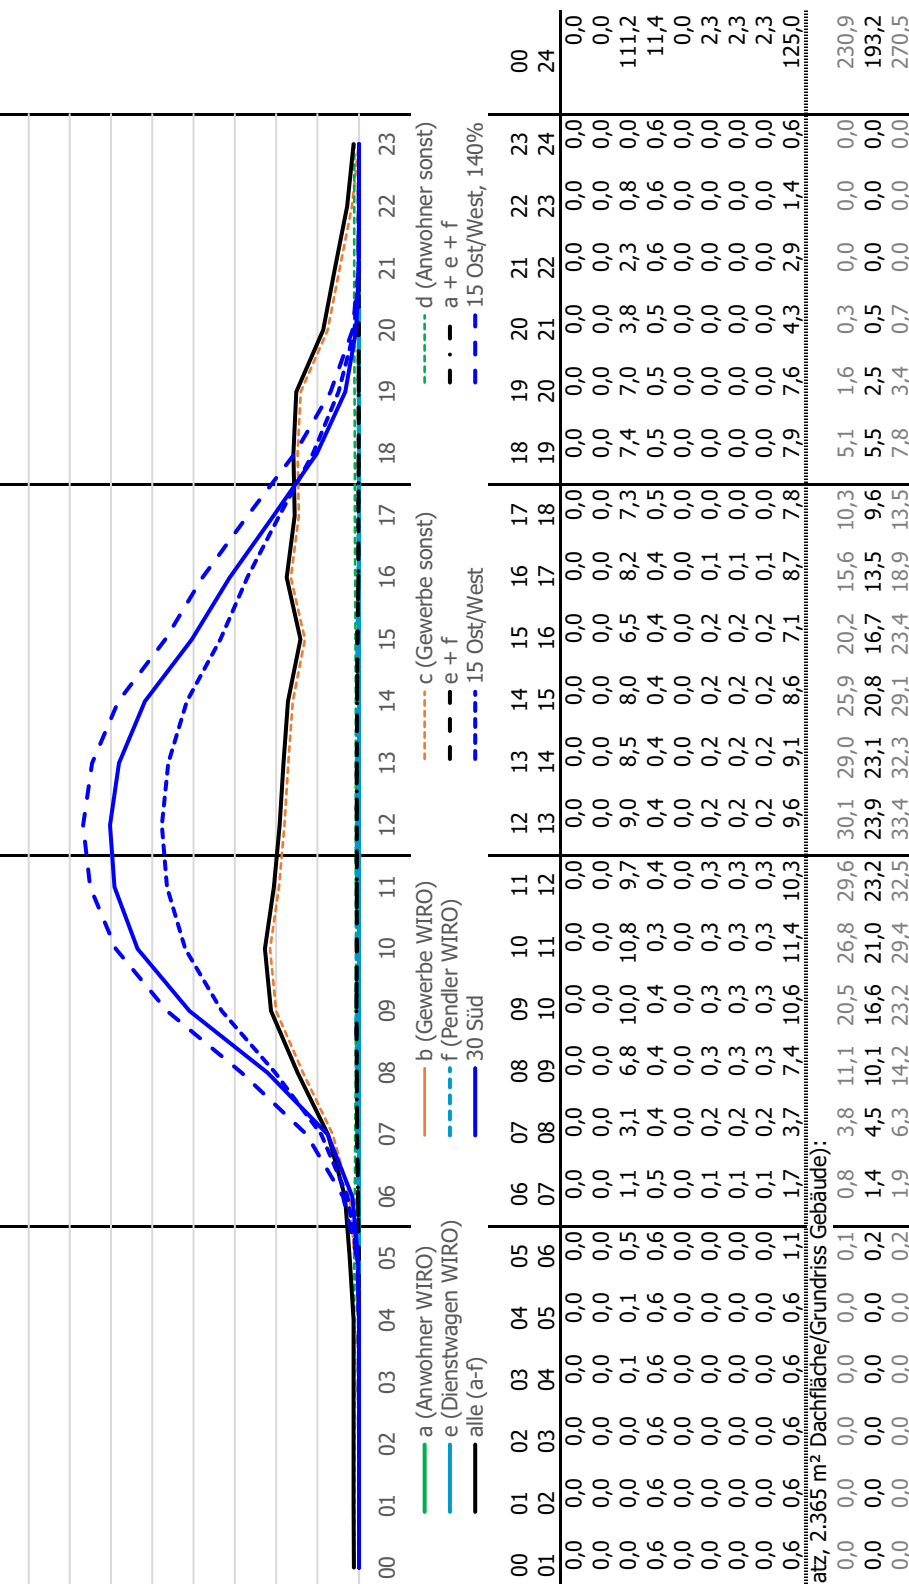 00 01 02 03 04 05 06 07 08 09 10 11 12 13 14 15 16 17 18 19 20 21 22 23
a (Anwohner WIRO) b (Gewerbe WIRO) c (Gewerbe sonst) d (Anwohner sonst)
e (Dienstwagen WIRO) f (Pendler WIRO) e + f a + e + f
alle (a-f) 30 Süd 15 Ost/West 15 Ost/West, 140%
00 01 02 03 04 05 06 07 08 09 10 11 12 13 14 15 16 17 18 19 20 21 22 23 00
01 02 03 04 05 06 07 08 09 10 11 12 13 14 15 16 17 18 19 20 21 22 23 24 24
0,0 0,0 0,0 0,0 0,0 0,0 0,0 0,0 0,0 0,0 0,0 0,0 0,0 0,0 0,0 0,0 0,0 0,0 0,0 0,0 0,0 0,0 0,0 0,0 0,0
0,0 0,0 0,0 0,0 0,0 0,0 0,0 0,0 0,0 0,0 0,0 0,0 0,0 0,0 0,0 0,0 0,0 0,0 0,0 0,0 0,0 0,0 0,0 0,0 0,0
0,0 0,0 0,0 0,1 0,1 0,5 1,1 3,1 6,8 10,0 10,8 9,7 9,0 8,5 8,0 6,5 8,2 7,3 7,4 7,0 3,8 2,3 0,8 0,0 111,2
0,6 0,6 0,6 0,6 0,6 0,6 0,5 0,4 0,4 0,4 0,3 0,4 0,4 0,4 0,4 0,4 0,4 0,5 0,5 0,5 0,5 0,6 0,6 0,6 11,4
0,0 0,0 0,0 0,0 0,0 0,0 0,0 0,0 0,0 0,0 0,0 0,0 0,0 0,0 0,0 0,0 0,0 0,0 0,0 0,0 0,0 0,0 0,0 0,0 0,0
0,0 0,0 0,0 0,0 0,0 0,0 0,1 0,2 0,3 0,3 0,3 0,3 0,2 0,2 0,2 0,2 0,1 0,0 0,0 0,0 0,0 0,0 0,0 0,0 2,3
0,0 0,0 0,0 0,0 0,0 0,0 0,1 0,2 0,3 0,3 0,3 0,3 0,2 0,2 0,2 0,2 0,1 0,0 0,0 0,0 0,0 0,0 0,0 0,0 2,3
0,0 0,0 0,0 0,0 0,0 0,0 0,1 0,2 0,3 0,3 0,3 0,3 0,2 0,2 0,2 0,2 0,1 0,0 0,0 0,0 0,0 0,0 0,0 0,0 2,3
0,6 0,6 0,6 0,6 0,6 1,1 1,7 3,7 7,4 10,6 11,4 10,3 9,6 9,1 8,6 7,1 8,7 7,8 7,9 7,6 4,3 2,9 1,4 0,6 125,0
atz, 2.365 m² Dachfläche/Grundriss Gebäude):
0,0 0,0 0,0 0,0 0,0 0,1 0,8 3,8 11,1 20,5 26,8 29,6 30,1 29,0 25,9 20,2 15,6 10,3 5,1 1,6 0,3 0,0 0,0 0,0 230,9
0,0 0,0 0,0 0,0 0,0 0,2 1,4 4,5 10,1 16,6 21,0 23,2 23,9 23,1 20,8 16,7 13,5 9,6 5,5 2,5 0,5 0,0 0,0 0,0 193,2
0,0 0,0 0,0 0,0 0,0 0,2 1,9 6,3 14,2 23,2 29,4 32,5 33,4 32,3 29,1 23,4 18,9 13,5 7,8 3,4 0,7 0,0 0,0 0,0 270,5